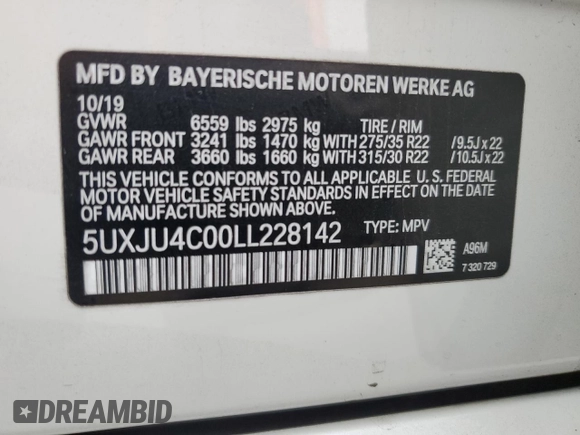 MFD BY BAYERISCHE MOTOREN WERKE AG
10/19
GVWR 6559 lbs 2975 kg TIRE / RIM
GAWR FRONT 3241 lbs 1470 kg WITH 275/35 R22 /9.5J x 22
GAWR REAR 3660 lbs 1660 kg WITH 315/30 R22 /10.5J x 22
THIS VEHICLE CONFORMS TO ALL APPLICABLE U. S. FEDERAL
MOTOR VEHICLE SAFETY STANDARDS IN EFFECT ON THE DATE OF
MANUFACTURE SHOWN ABOVE.
5UXJU4C00LL228142 TYPE: MPV
A96M
7 320 729
DREAMBID